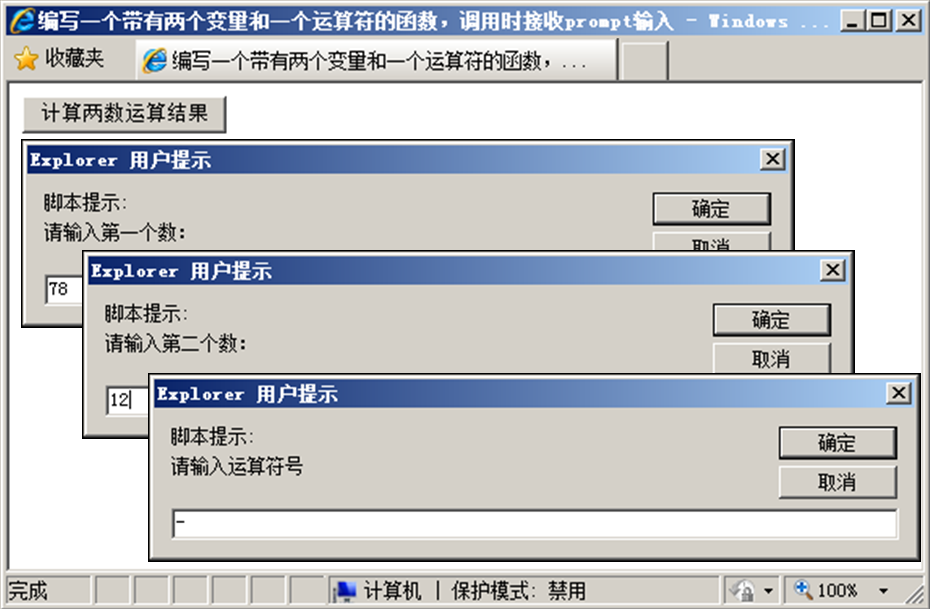 编写一个带有两个变量和一个运算符的函数，调用时接收prompt输入 - Windows ...
收藏夹
编写一个带有两个变量和一个运算符的函数，...
计算两数运算结果
Explorer 用户提示
脚本提示:
确定
请输入第一个数：
取消
78
Explorer 用户提示
脚本提示:
确定
请输入第二个数：
取消
12
Explorer 用户提示
脚本提示:
确定
请输入运算符号
取消
-
完成
计算机 | 保护模式: 禁用
100%